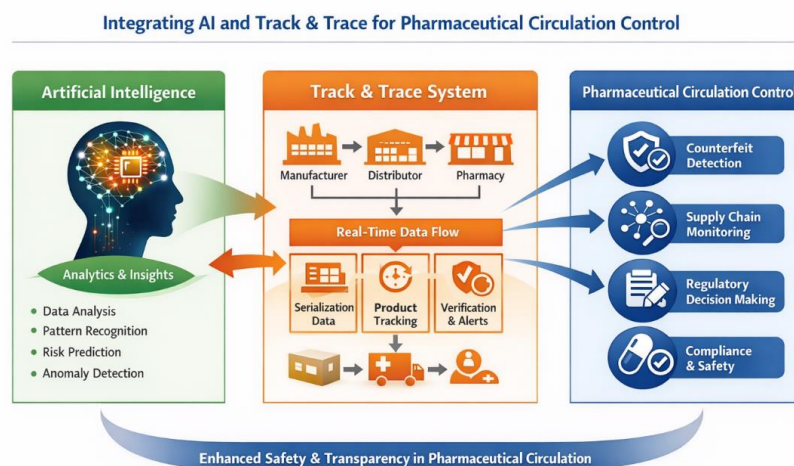 Integrating AI and Track & Trace for Pharmaceutical Circulation Control
Artificial Intelligence
Analytics & Insights
• Data Analysis
• Pattern Recognition
• Risk Prediction
• Anomaly Detection
Track & Trace System
Manufacturer
Distributor
Pharmacy
Real-Time Data Flow
Serialization
Data
Product
Tracking
Verification
& Alerts
Pharmaceutical Circulation Control
Counterfeit
Detection
Supply Chain
Monitoring
Regulatory
Decision Making
Compliance
& Safety
Enhanced Safety & Transparency in Pharmaceutical Circulation